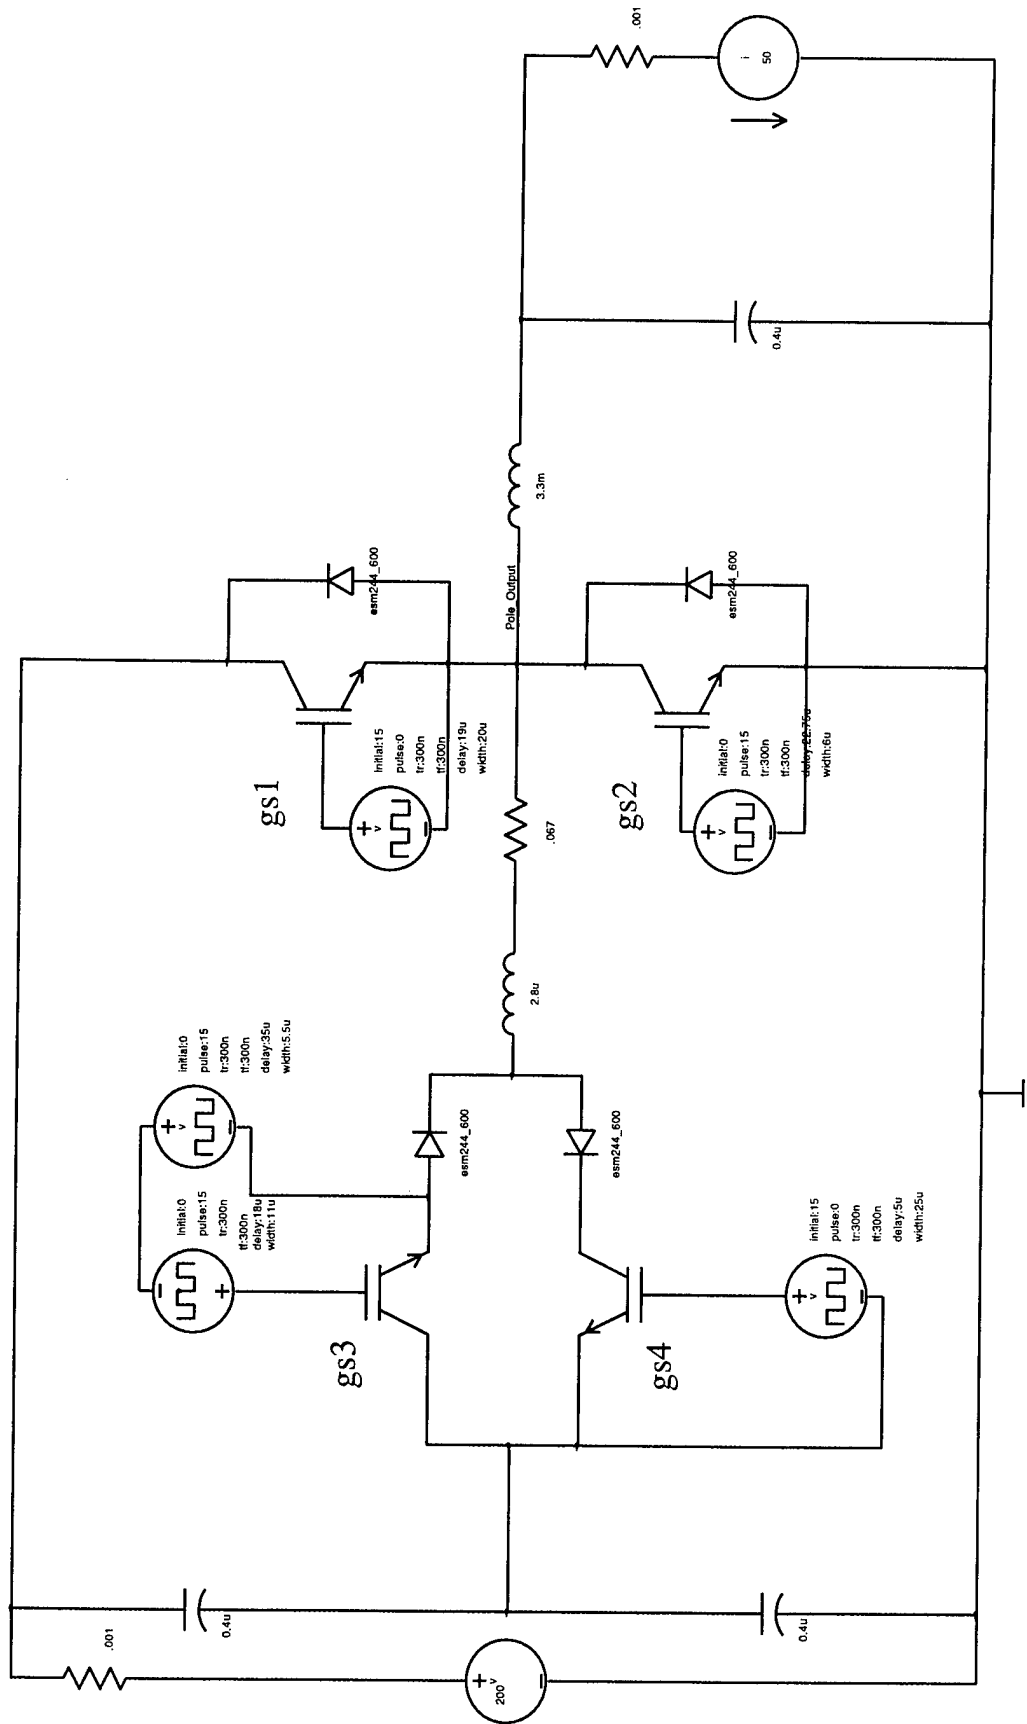 .001
i
50
0.4u
3.3m
esm244_600
Pole_Output
esm244_600
initial:15
pulse:0
tr:300n
tf:300n
delay:19u
width:20u
+
v
−
gs1
initial:0
pulse:15
tr:300n
tf:300n
delay:22.75u
width:6u
+
v
−
gs2
.067
2.8u
initial:0
pulse:15
tr:300n
tf:300n
delay:35u
width:5.5u
+
v
−
esm244_600
esm244_600
initial:0
pulse:15
tr:300n
tf:300n
delay:18u
width:11u
−
+
gs3
initial:15
pulse:0
tr:300n
tf:300n
delay:5u
width:25u
+
v
−
gs4
0.4u
0.4u
.001
+
v
200
−